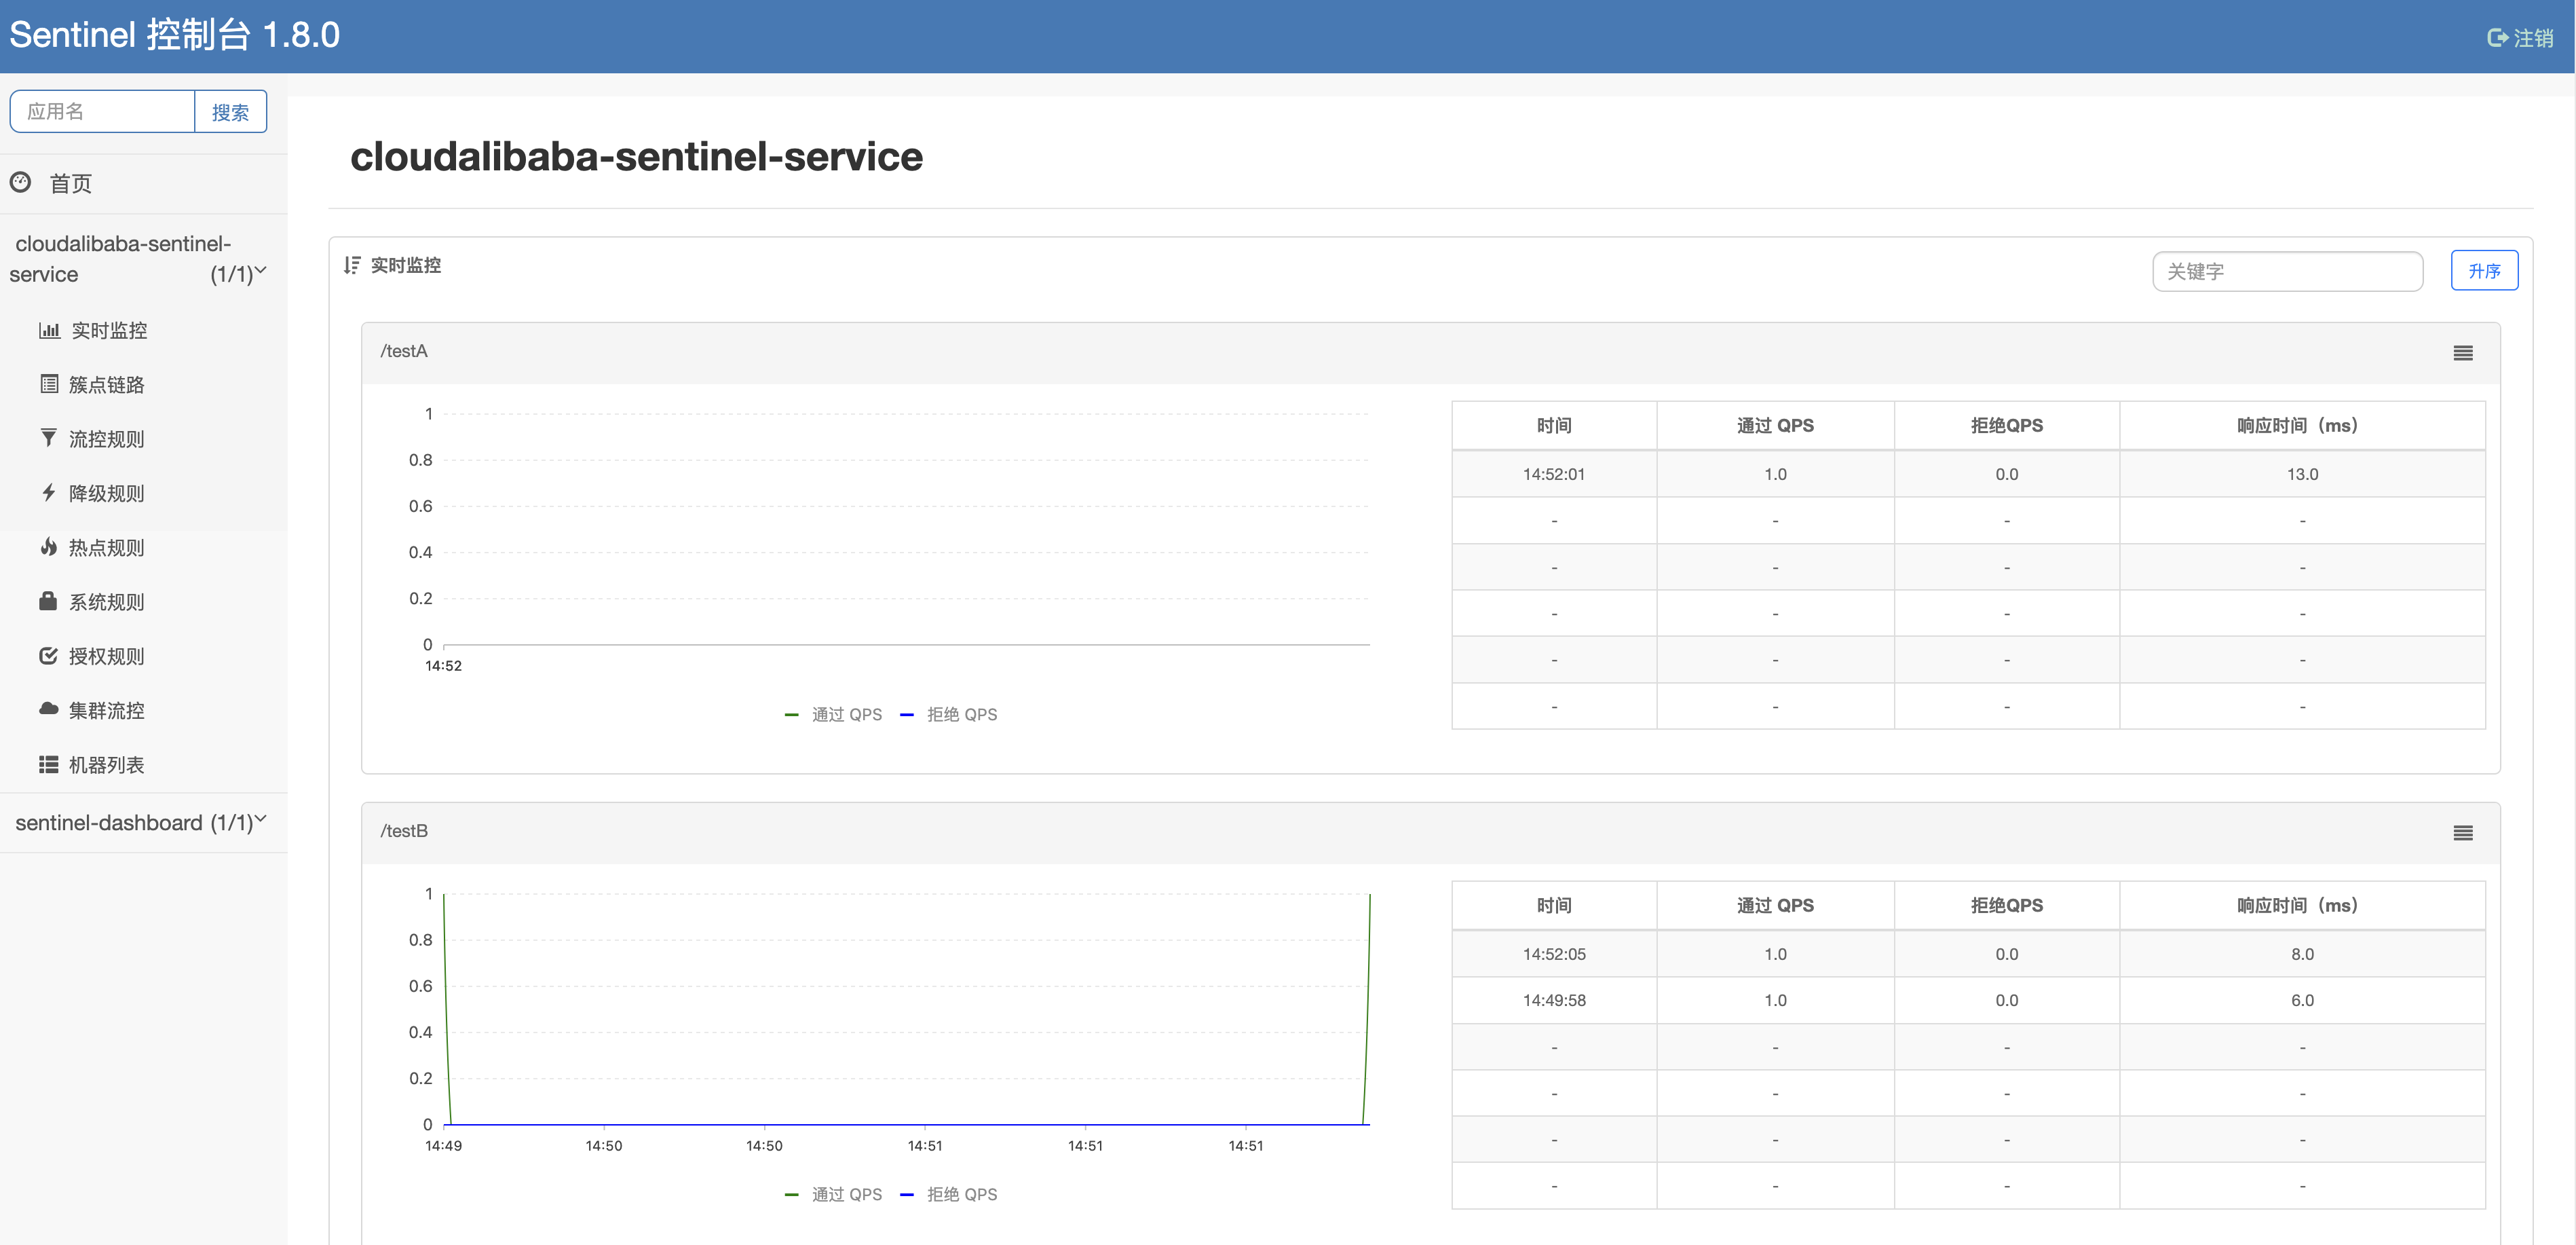 Sentinel 控制台 1.8.0
注销
应用名
搜索
首页
cloudalibaba-sentinel-
service (1/1)
实时监控
簇点链路
流控规则
降级规则
热点规则
系统规则
授权规则
集群流控
机器列表
sentinel-dashboard (1/1)
cloudalibaba-sentinel-service
实时监控
关键字
升序
/testA
1
0.8
0.6
0.4
0.2
0
14:52
通过 QPS 拒绝 QPS
时间 通过 QPS 拒绝QPS 响应时间（ms）
14:52:01 1.0 0.0 13.0
- - - -
- - - -
- - - -
- - - -
- - - -
/testB
1
0.8
0.6
0.4
0.2
0
14:49 14:50 14:50 14:51 14:51 14:51
通过 QPS 拒绝 QPS
时间 通过 QPS 拒绝QPS 响应时间（ms）
14:52:05 1.0 0.0 8.0
14:49:58 1.0 0.0 6.0
- - - -
- - - -
- - - -
- - - -